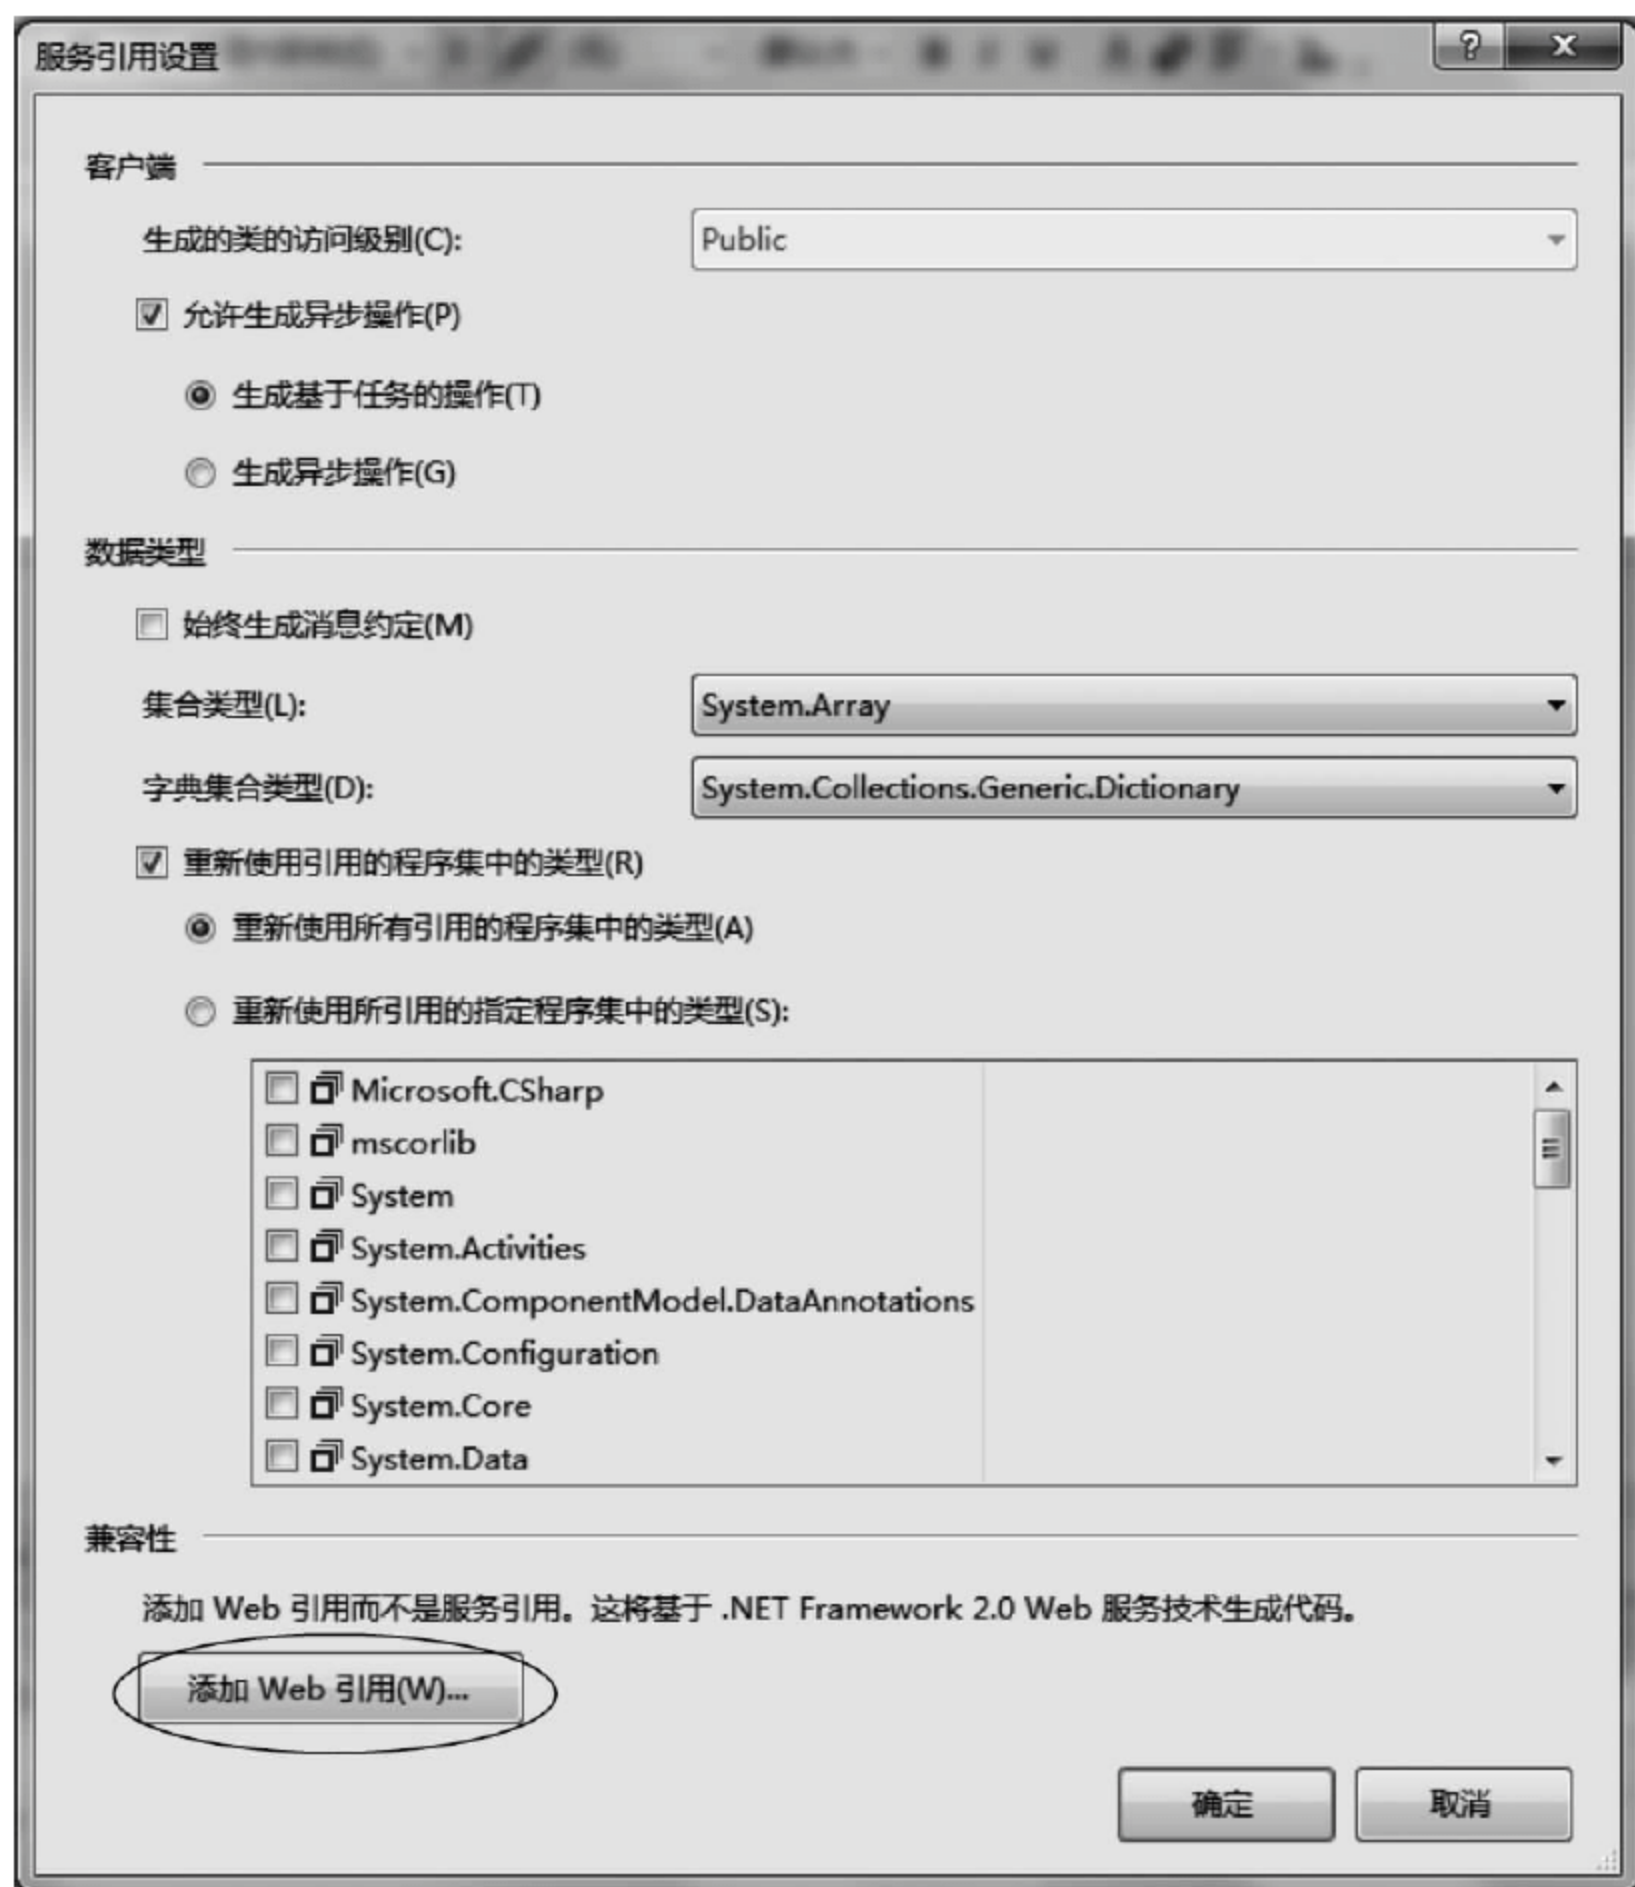 服务引用设置
客户端
生成的类的访问级别(C):
Public
允许生成异步操作(P)
生成基于任务的操作(T)
生成异步操作(G)
数据类型
始终生成消息约定(M)
集合类型(L):
System.Array
字典集合类型(D):
System.Collections.Generic.Dictionary
重新使用引用的程序集中的类型(R)
重新使用所有引用的程序集中的类型(A)
重新使用所引用的指定程序集中的类型(S):
Microsoft.CSharp
mscorlib
System
System.Activities
System.ComponentModel.DataAnnotations
System.Configuration
System.Core
System.Data
兼容性
添加 Web 引用而不是服务引用。这将基于 .NET Framework 2.0 Web 服务技术生成代码。
添加 Web 引用(W)...
确定
取消